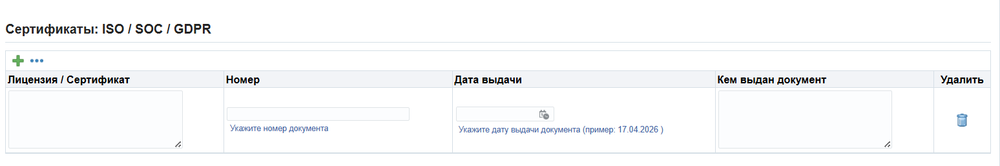 Сертификаты: ISO / SOC / GDPR
Лицензия / Сертификат Номер Дата выдачи Кем выдан документ Удалить
Укажите номер документа Укажите дату выдачи документа (пример: 17.04.2026 )